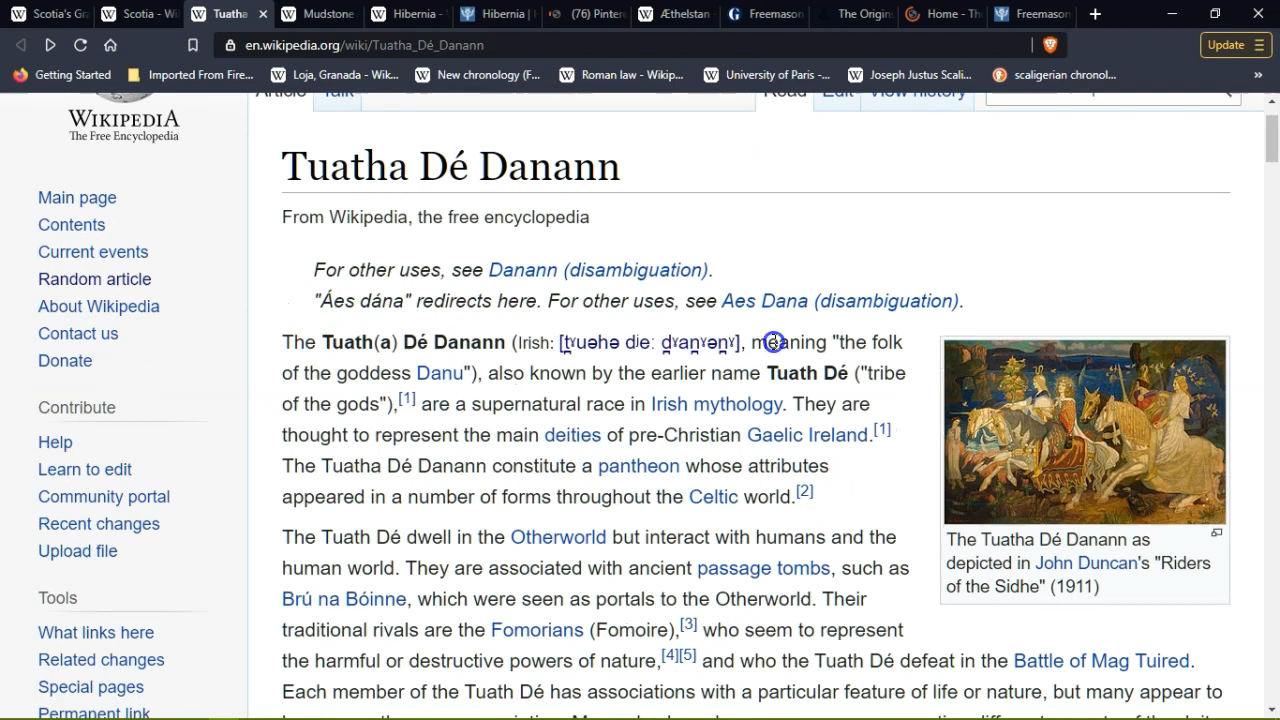 Scotia's Gr
Scotia - Wi
Tuatha
Mudstone
Hibernia -
Hibernia |
(76) Pinter
Æthelstan -
Freemason
The Origin
Home - Th
Freemason
en.wikipedia.org/wiki/Tuatha_Dé_Danann
Update
Getting Started
Imported From Fire...
Loja, Granada - Wik...
New chronology (F...
Roman law - Wikip...
University of Paris -...
Joseph Justus Scali...
scaligerian chronol...
»
Article Talk Read Edit View history
WIKIPEDIA
The Free Encyclopedia
Main page
Contents
Current events
Random article
About Wikipedia
Contact us
Donate
Contribute
Help
Learn to edit
Community portal
Recent changes
Upload file
Tools
What links here
Related changes
Special pages
Permanent link
Tuatha Dé Danann
From Wikipedia, the free encyclopedia
For other uses, see Danann (disambiguation).
"Áes dána" redirects here. For other uses, see Aes Dana (disambiguation).
The Tuath(a) Dé Danann (Irish: [t̪ˠuəhə dʲeː d̪ˠan̪ˠən̪ˠ], meaning "the folk
of the goddess Danu"), also known by the earlier name Tuath Dé ("tribe
of the gods"),[1] are a supernatural race in Irish mythology. They are
thought to represent the main deities of pre-Christian Gaelic Ireland.[1]
The Tuatha Dé Danann constitute a pantheon whose attributes
appeared in a number of forms throughout the Celtic world.[2]
The Tuath Dé dwell in the Otherworld but interact with humans and the
human world. They are associated with ancient passage tombs, such as
Brú na Bóinne, which were seen as portals to the Otherworld. Their
traditional rivals are the Fomorians (Fomoire),[3] who seem to represent
the harmful or destructive powers of nature,[4][5] and who the Tuath Dé defeat in the Battle of Mag Tuired.
Each member of the Tuath Dé has associations with a particular feature of life or nature, but many appear to
The Tuatha Dé Danann as
depicted in John Duncan's "Riders
of the Sidhe" (1911)